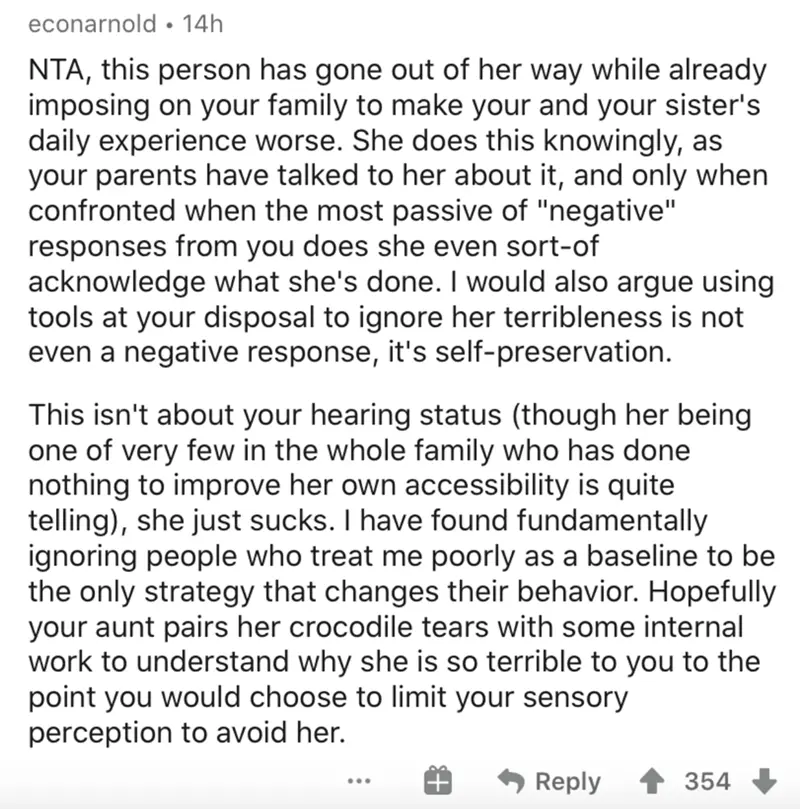 econarnold • 14h
NTA, this person has gone out of her way while already
imposing on your family to make your and your sister's
daily experience worse. She does this knowingly, as
your parents have talked to her about it, and only when
confronted when the most passive of "negative"
responses from you does she even sort-of
acknowledge what she's done. I would also argue using
tools at your disposal to ignore her terribleness is not
even a negative response, it's self-preservation.
This isn't about your hearing status (though her being
one of very few in the whole family who has done
nothing to improve her own accessibility is quite
telling), she just sucks. I have found fundamentally
ignoring people who treat me poorly as a baseline to be
the only strategy that changes their behavior. Hopefully
your aunt pairs her crocodile tears with some internal
work to understand why she is so terrible to you to the
point you would choose to limit your sensory
perception to avoid her.
... Reply 354